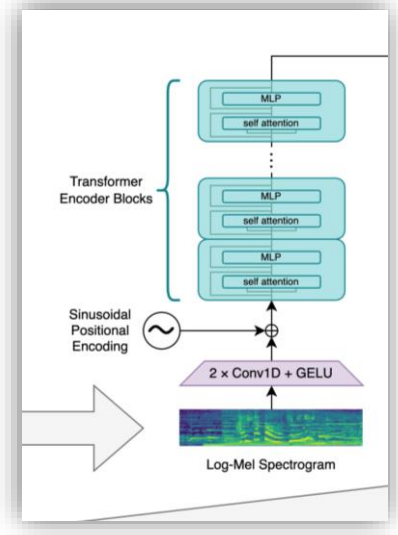 MLP
self attention
Transformer
Encoder Blocks
MLP
self attention
MLP
self attention
Sinusoidal
Positional
Encoding
2 × Conv1D + GELU
Log-Mel Spectrogram